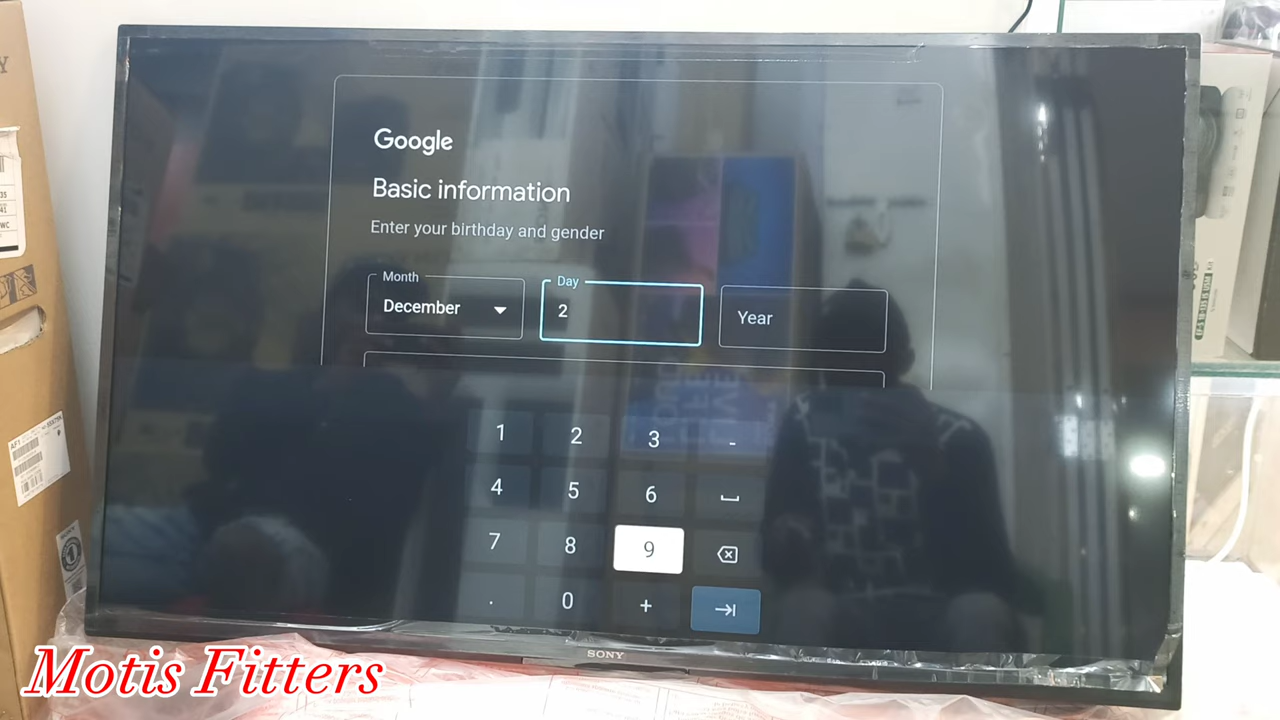 Google
Basic information
Enter your birthday and gender
Month
December
Day
2
Year
1 2 3 -
4 5 6
7 8 9
. 0 +
SONY
Motis Fitters